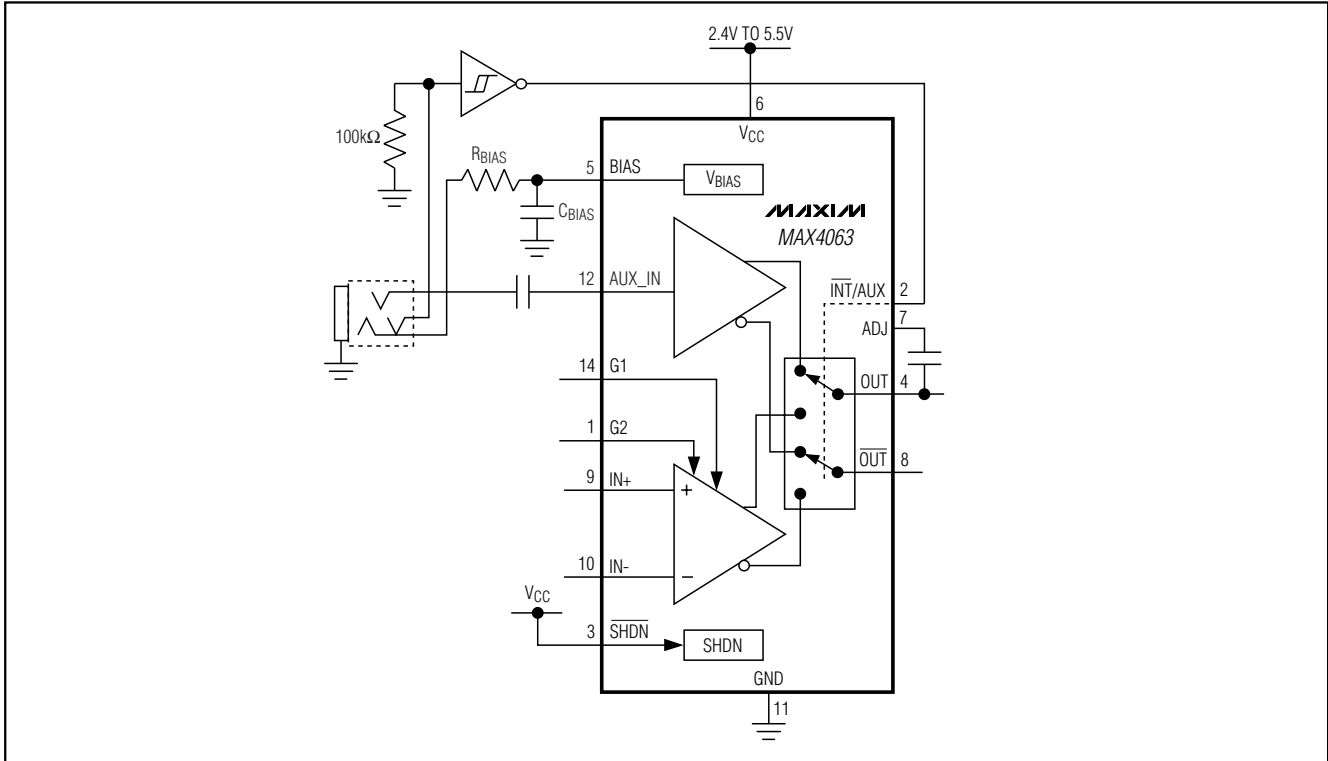 2.4V TO 5.5V
6
VCC
100kΩ
RBIAS
5 BIAS
VBIAS
CBIAS
MAXIM
MAX4063
12 AUX_IN
INT/AUX 2
7
ADJ
14 G1
OUT 4
1 G2
OUT 8
9 IN+
+
10 IN-
−
VCC
3 SHDN
SHDN
GND
11